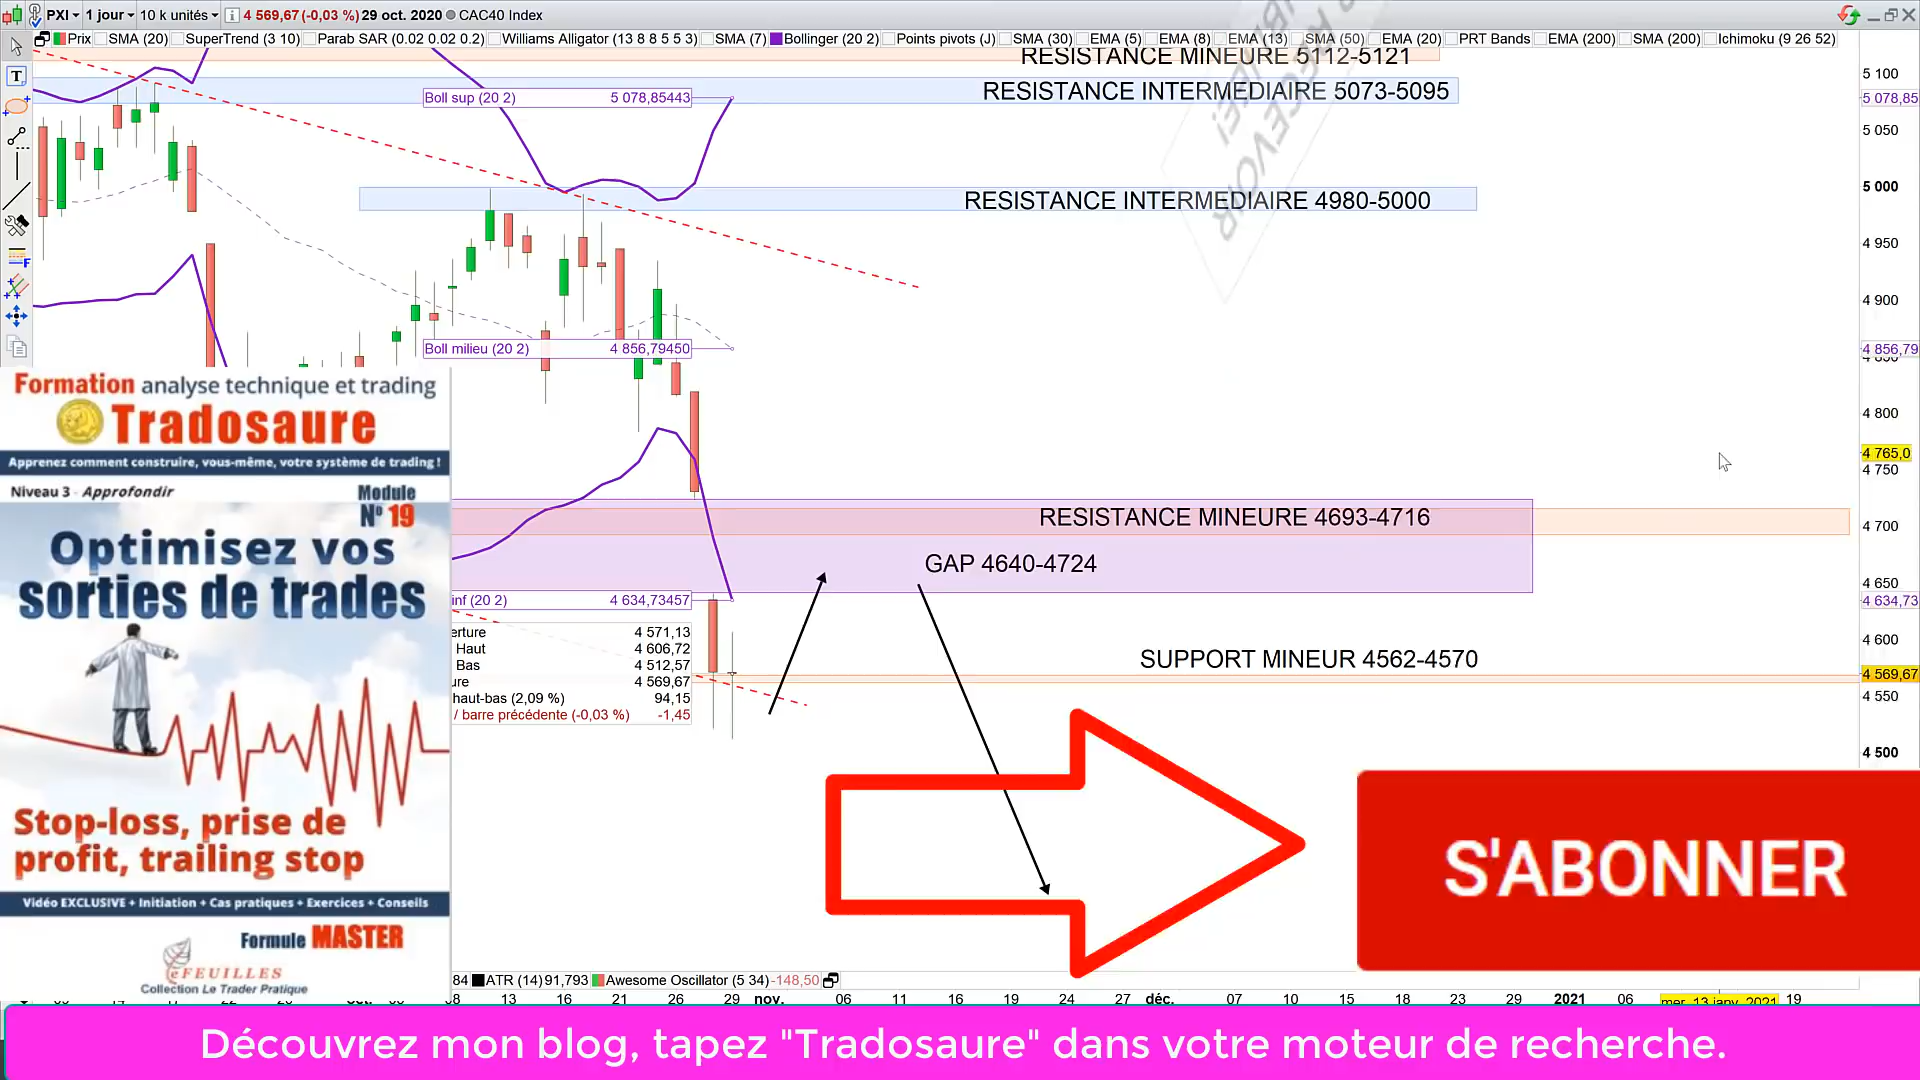 PXI 1 jour 10 k unités 4 569,67 (-0,03 %) 29 oct. 2020 CAC40 Index
Prix SMA (20) SuperTrend (3 10) Parab SAR (0.02 0.02 0.2) Williams Alligator (13 8 8 5 5 3) SMA (7) Bollinger (20 2) Points pivots (J) SMA (30) EMA (5) EMA (8) EMA (13) SMA (50) EMA (20) PRT Bands EMA (200) SMA (200) Ichimoku (9 26 52)
RESISTANCE MINEURE 5112-5121
5 100
RESISTANCE INTERMEDIAIRE 5073-5095
Boll sup (20 2) 5 078,85443
5 078,85
5 050
5 000
RESISTANCE INTERMEDIAIRE 4980-5000
4 950
4 900
Boll milieu (20 2) 4 856,79450
4 856,79
4 800
4 765,0
4 750
RESISTANCE MINEURE 4693-4716
4 700
GAP 4640-4724
4 650
inf (20 2) 4 634,73457
4 634,73
erture 4 571,13
4 600
Haut 4 606,72
Bas 4 512,57
SUPPORT MINEUR 4562-4570
ure 4 569,67
4 569,67
haut-bas (2,09 %) 94,15
4 550
/ barre précédente (-0,03 %) -1,45
4 500
Formation analyse technique et trading
Tradosaure
Apprenez comment construire, vous-même, votre système de trading !
Niveau 3 - Approfondir
Module
N° 19
Optimisez vos
sorties de trades
Stop-loss, prise de
profit, trailing stop
Vidéo EXCLUSIVE + Initiation + Cas pratiques + Exercices + Conseils
Formule MASTER
eFEUILLES
Collection Le Trader Pratique
S'ABONNER
84 ATR (14) 91,793 Awesome Oscillator (5 34) -148,50
08 13 16 21 26 29 nov. 06 11 16 19 24 27 déc. 07 10 15 18 23 29 2021 06 mer. 13 janv. 2021 19
Découvrez mon blog, tapez "Tradosaure" dans votre moteur de recherche.